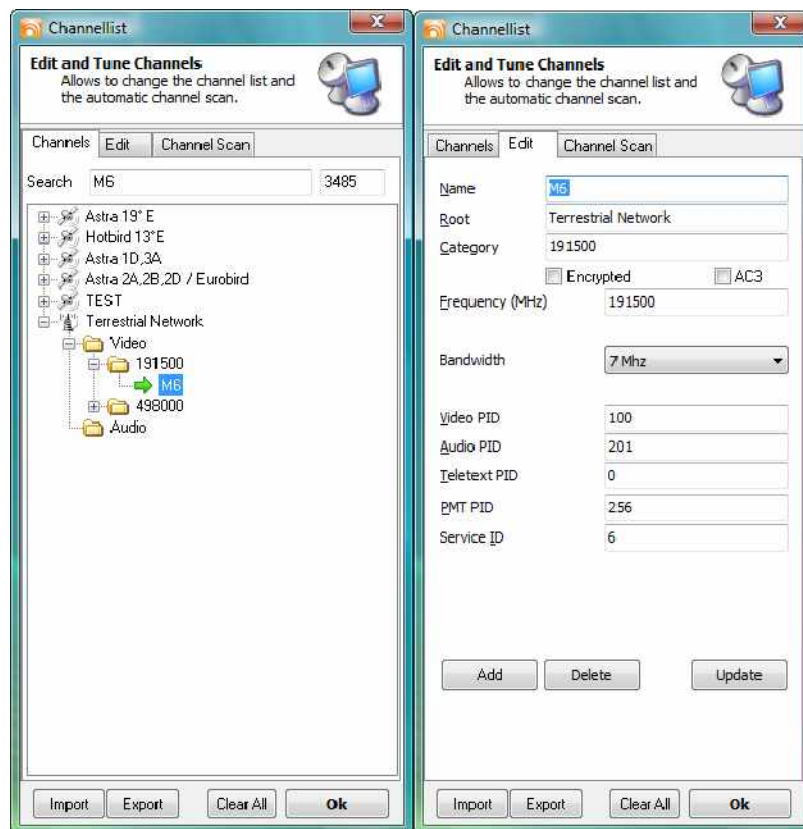 Channellist
Edit and Tune Channels
Allows to change the channel list and
the automatic channel scan.
Channels Edit Channel Scan
Search M6 3485
Astra 19° E
Hotbird 13°E
Astra 1D,3A
Astra 2A,2B,2D / Eurobird
TEST
Terrestrial Network
Video
191500
M6
498000
Audio
Import Export Clear All Ok
Channellist
Edit and Tune Channels
Allows to change the channel list and
the automatic channel scan.
Channels Edit Channel Scan
Name M6
Root Terrestrial Network
Category 191500
Encrypted AC3
Frequency (MHz) 191500
Bandwidth 7 Mhz
Video PID 100
Audio PID 201
Teletext PID 0
PMT PID 256
Service ID 6
Add Delete Update
Import Export Clear All Ok